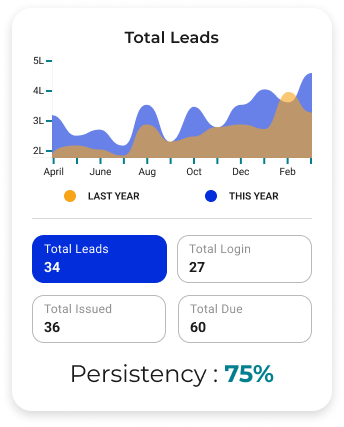 Total Leads
5L
4L
3L
2L
April June Aug Oct Dec Feb
LAST YEAR THIS YEAR
Total Leads Total Login
34 27
Total Issued Total Due
36 60
Persistency : 75%